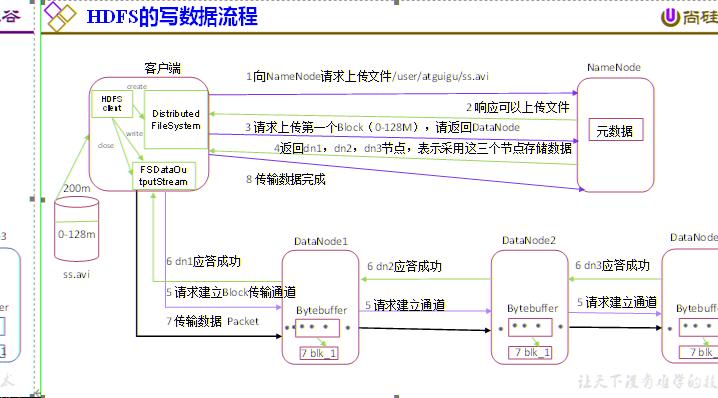 谷
HDFS的写数据流程
尚硅
客户端
NameNode
1向NameNode请求上传文件/user/atguigu/ss.avi
create
HDFS
client
Distributed
FileSystem
2 响应可以上传文件
write
3 请求上传第一个Block（0-128M），请返回DataNode
元数据
close
4返回dn1，dn2，dn3节点，表示采用这三个节点存储数据
FSDataOu
tputStream
8 传输数据完成
200m
0-128m
ss.avi
DataNode1
DataNode2
DataNode
6 dn1应答成功
6 dn2应答成功
6 dn3应答成功
5 请求建立Block传输通道
5 请求建立通道
5 请求建立通道
7 传输数据 Packet
Bytebuffer
Bytebuffer
Bytebuff
7 blk_1
7 blk_1
7 blk_
让天下没有难学的技